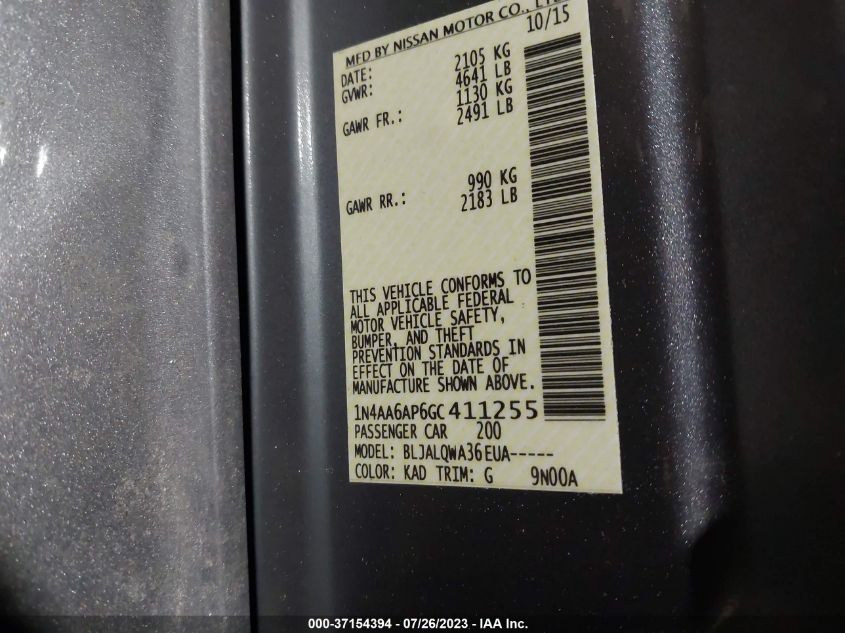 MFD BY NISSAN MOTOR CO., LTD
DATE: 10/15
GVWR: 2105 KG
4641 LB
GAWR FR.: 1130 KG
2491 LB
GAWR RR.: 990 KG
2183 LB
THIS VEHICLE CONFORMS TO
ALL APPLICABLE FEDERAL
MOTOR VEHICLE SAFETY,
BUMPER, AND THEFT
PREVENTION STANDARDS IN
EFFECT ON THE DATE OF
MANUFACTURE SHOWN ABOVE.
1N4AA6AP6GC411255
PASSENGER CAR 200
MODEL: BLJALQWA36EUA-----
COLOR: KAD TRIM: G 9N00A
000-37154394 - 07/26/2023 - IAA Inc.